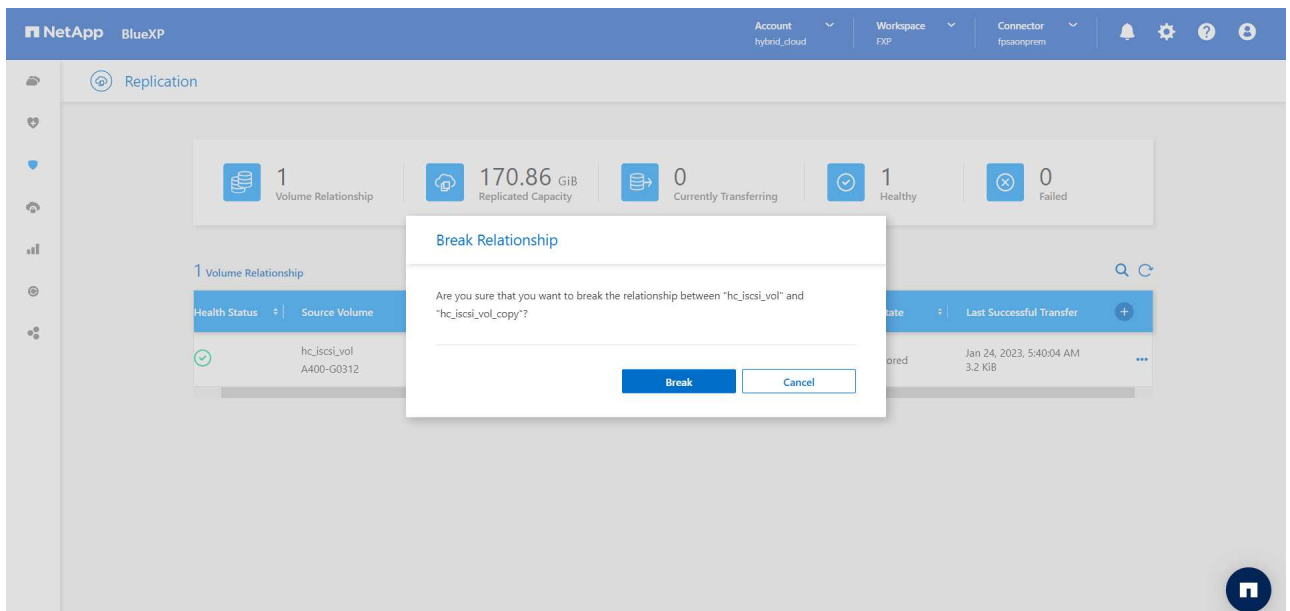 NetApp BlueXP
Account
hybrid_cloud
Workspace
FXP
Connector
fpsaonprem
Replication
1
Volume Relationship
170.86 GiB
Replicated Capacity
0
Currently Transferring
1
Healthy
0
Failed
Break Relationship
Are you sure that you want to break the relationship between "hc_iscsi_vol" and
"hc_iscsi_vol_copy"?
Break
Cancel
1 Volume Relationship
Health Status
Source Volume
tate
Last Successful Transfer
hc_iscsi_vol
A400-G0312
ored
Jan 24, 2023, 5:40:04 AM
3.2 KiB